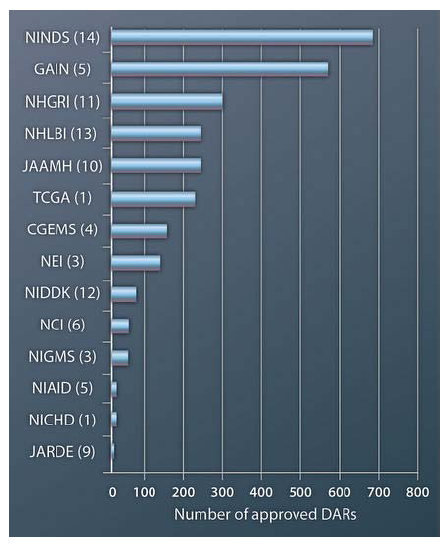 NINDS (14)
GAIN (5)
NHGRI (11)
NHLBI (13)
JAAMH (10)
TCGA (1)
CGEMS (4)
NEI (3)
NIDDK (12)
NCI (6)
NIGMS (3)
NIAID (5)
NICHD (1)
JARDE (9)
0 100 200 300 400 500 600 700 800
Number of approved DARs